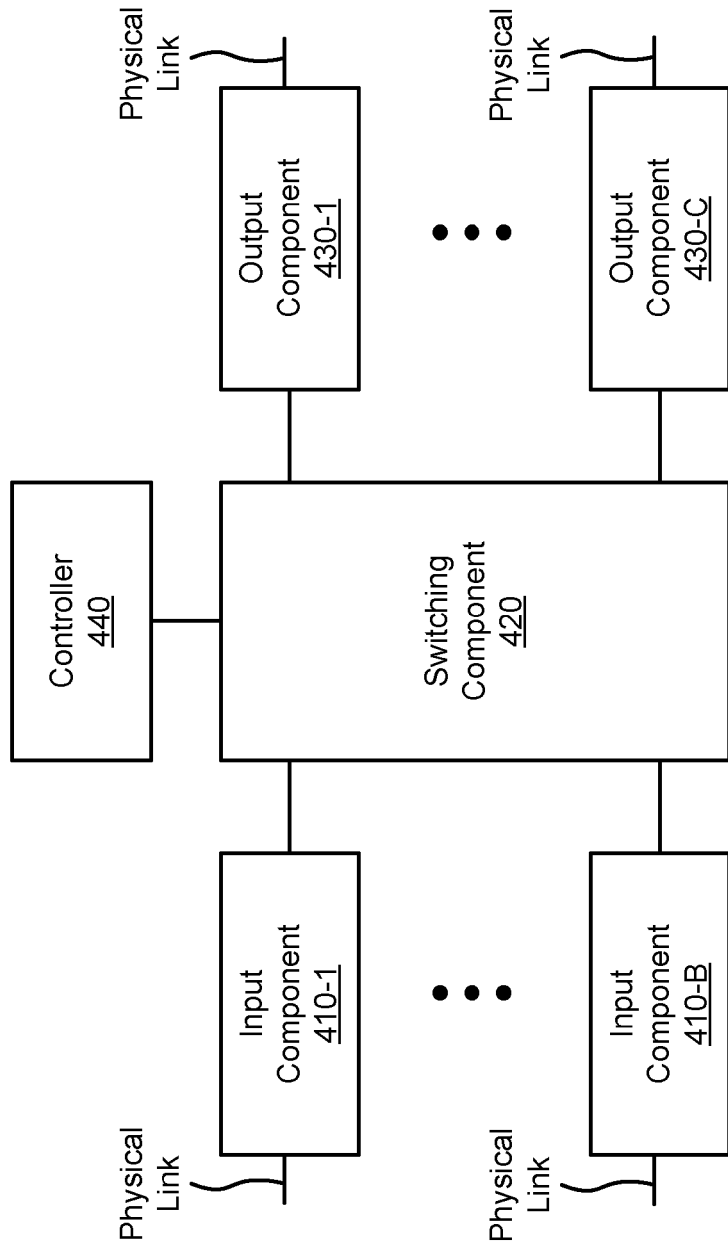 Controller
440
Physical
Link
Input
Component
410-1
Switching
Component
420
Output
Component
430-1
Physical
Link
Physical
Link
Input
Component
410-B
Output
Component
430-C
Physical
Link